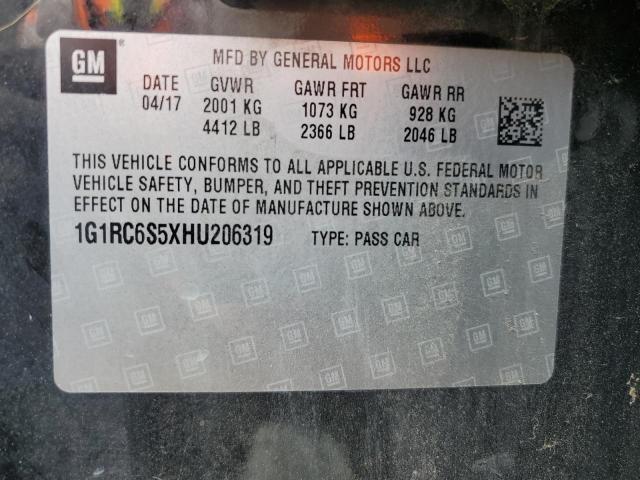 GM ®
MFD BY GENERAL MOTORS LLC
DATE GVWR GAWR FRT GAWR RR
04/17 2001 KG 1073 KG 928 KG
4412 LB 2366 LB 2046 LB
THIS VEHICLE CONFORMS TO ALL APPLICABLE U.S. FEDERAL MOTOR
VEHICLE SAFETY, BUMPER, AND THEFT PREVENTION STANDARDS IN
EFFECT ON THE DATE OF MANUFACTURE SHOWN ABOVE.
1G1RC6S5XHU206319 TYPE: PASS CAR